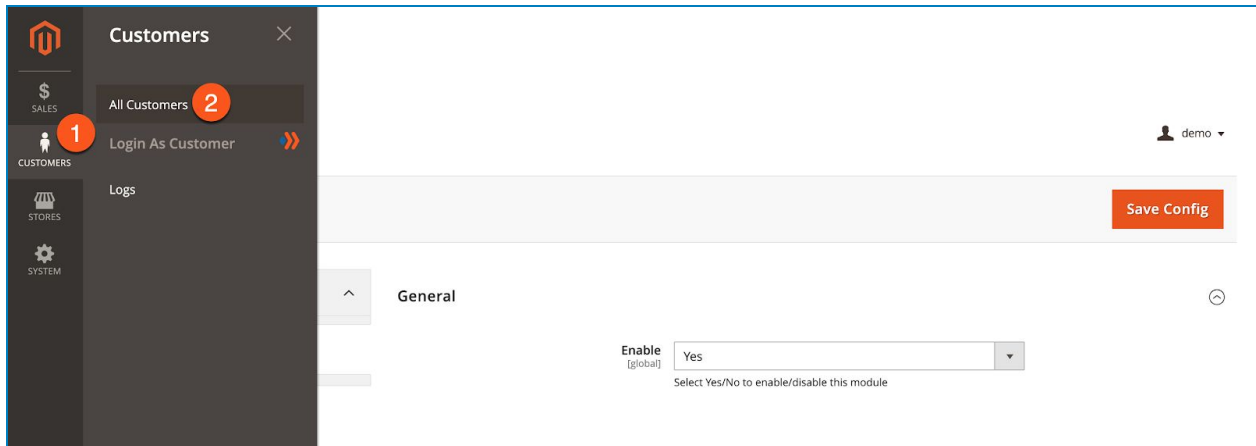 Customers
SALES
All Customers 2
1
Login As Customer
CUSTOMERS
demo
Logs
STORES
Save Config
SYSTEM
General
Enable
Yes
[global]
Select Yes/No to enable/disable this module